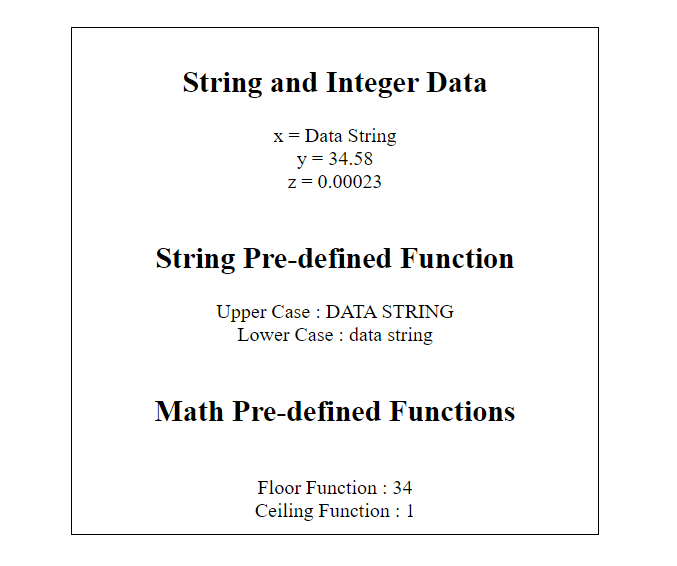 String and Integer Data
x = Data String
y = 34.58
z = 0.00023
String Pre-defined Function
Upper Case : DATA STRING
Lower Case : data string
Math Pre-defined Functions
Floor Function : 34
Ceiling Function : 1